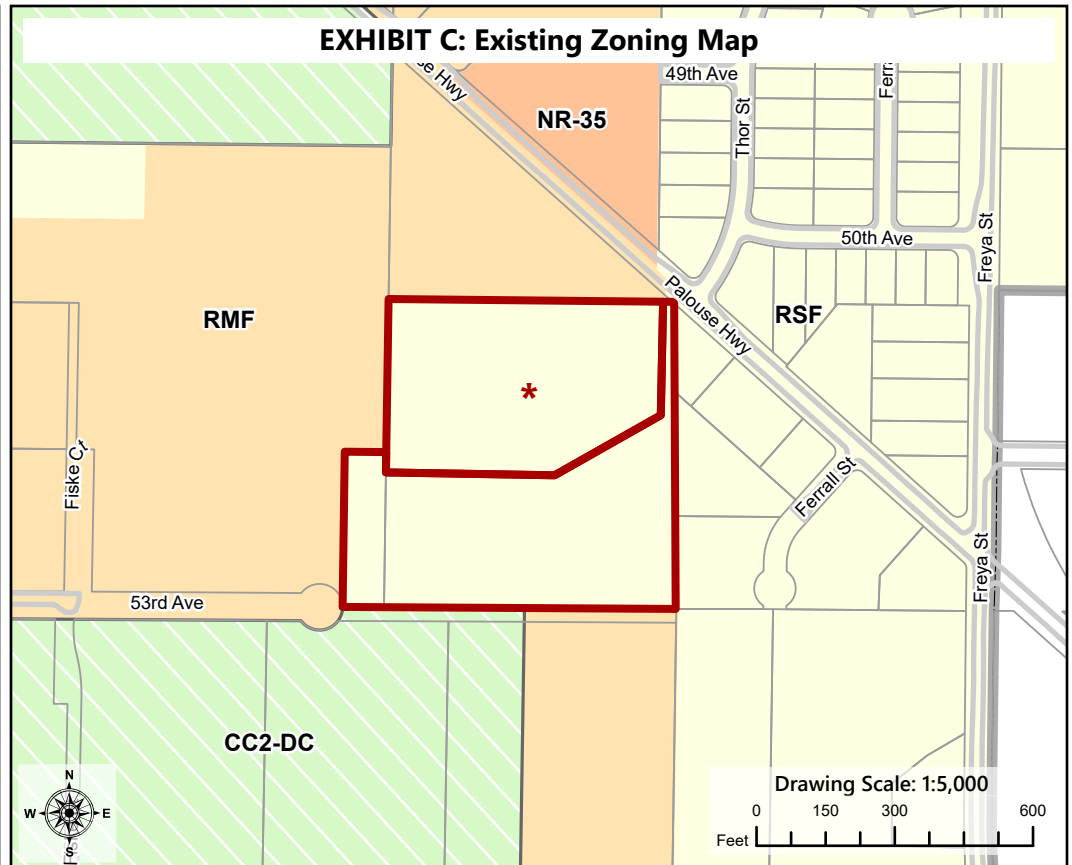 EXHIBIT C: Existing Zoning Map
se Hwy
49th Ave
Ferra
NR-35
Thor St
50th Ave
Freya St
Palouse Hwy
RMF
RSF
*
Fiske Ct
Ferrall St
Freya St
53rd Ave
CC2-DC
N
W E
S
Drawing Scale: 1:5,000
0 150 300 600
Feet